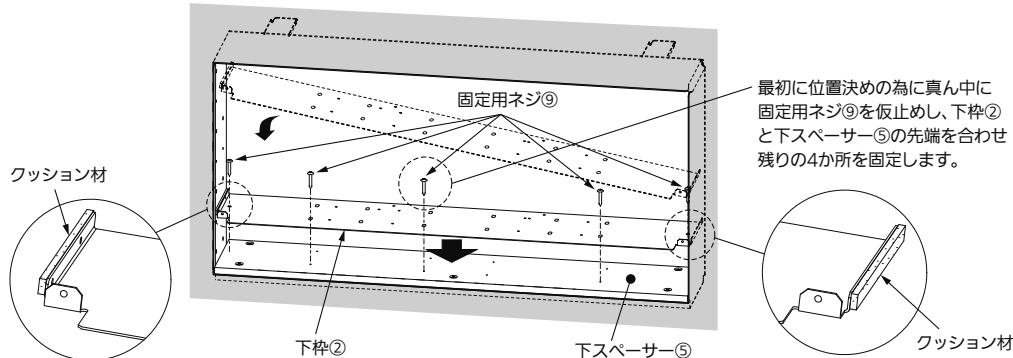 固定用ネジ⑨
最初に位置決めの為に真ん中に
固定用ネジ⑨を仮止めし、下枠②
と下スペーサー⑤の先端を合わせ
残りの4か所を固定します。
クッション材
クッション材
下枠②
下スペーサー⑤